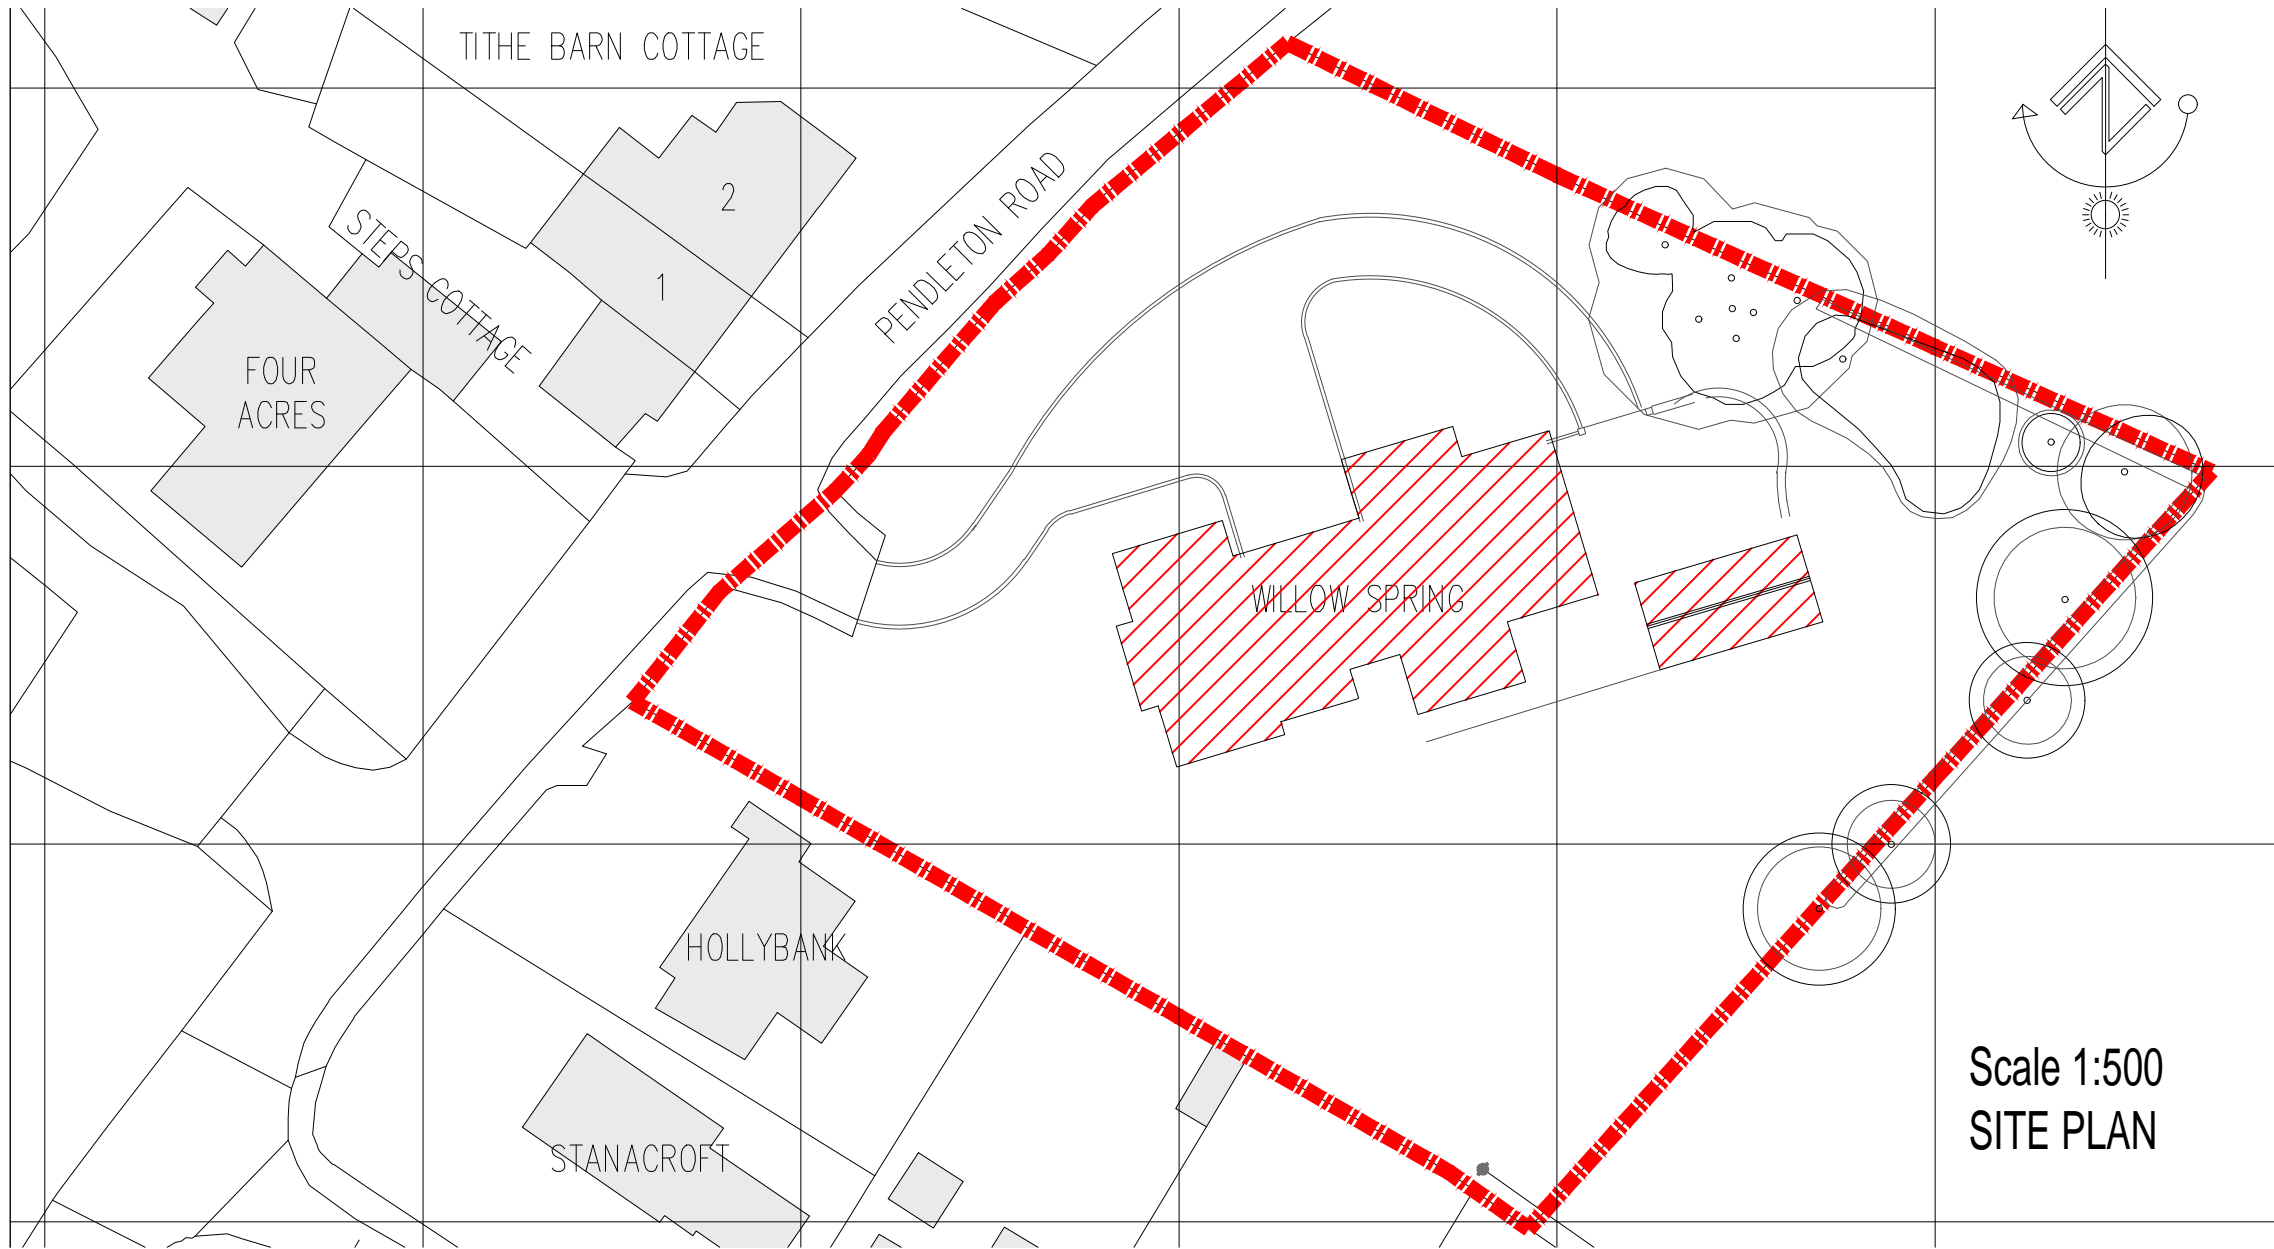 TITHE BARN COTTAGE
2
1
PENDLETON ROAD
STEPS COTTAGE
FOUR
ACRES
WILLOW SPRING
HOLLYBANK
STANACROFT
Scale 1:500
SITE PLAN